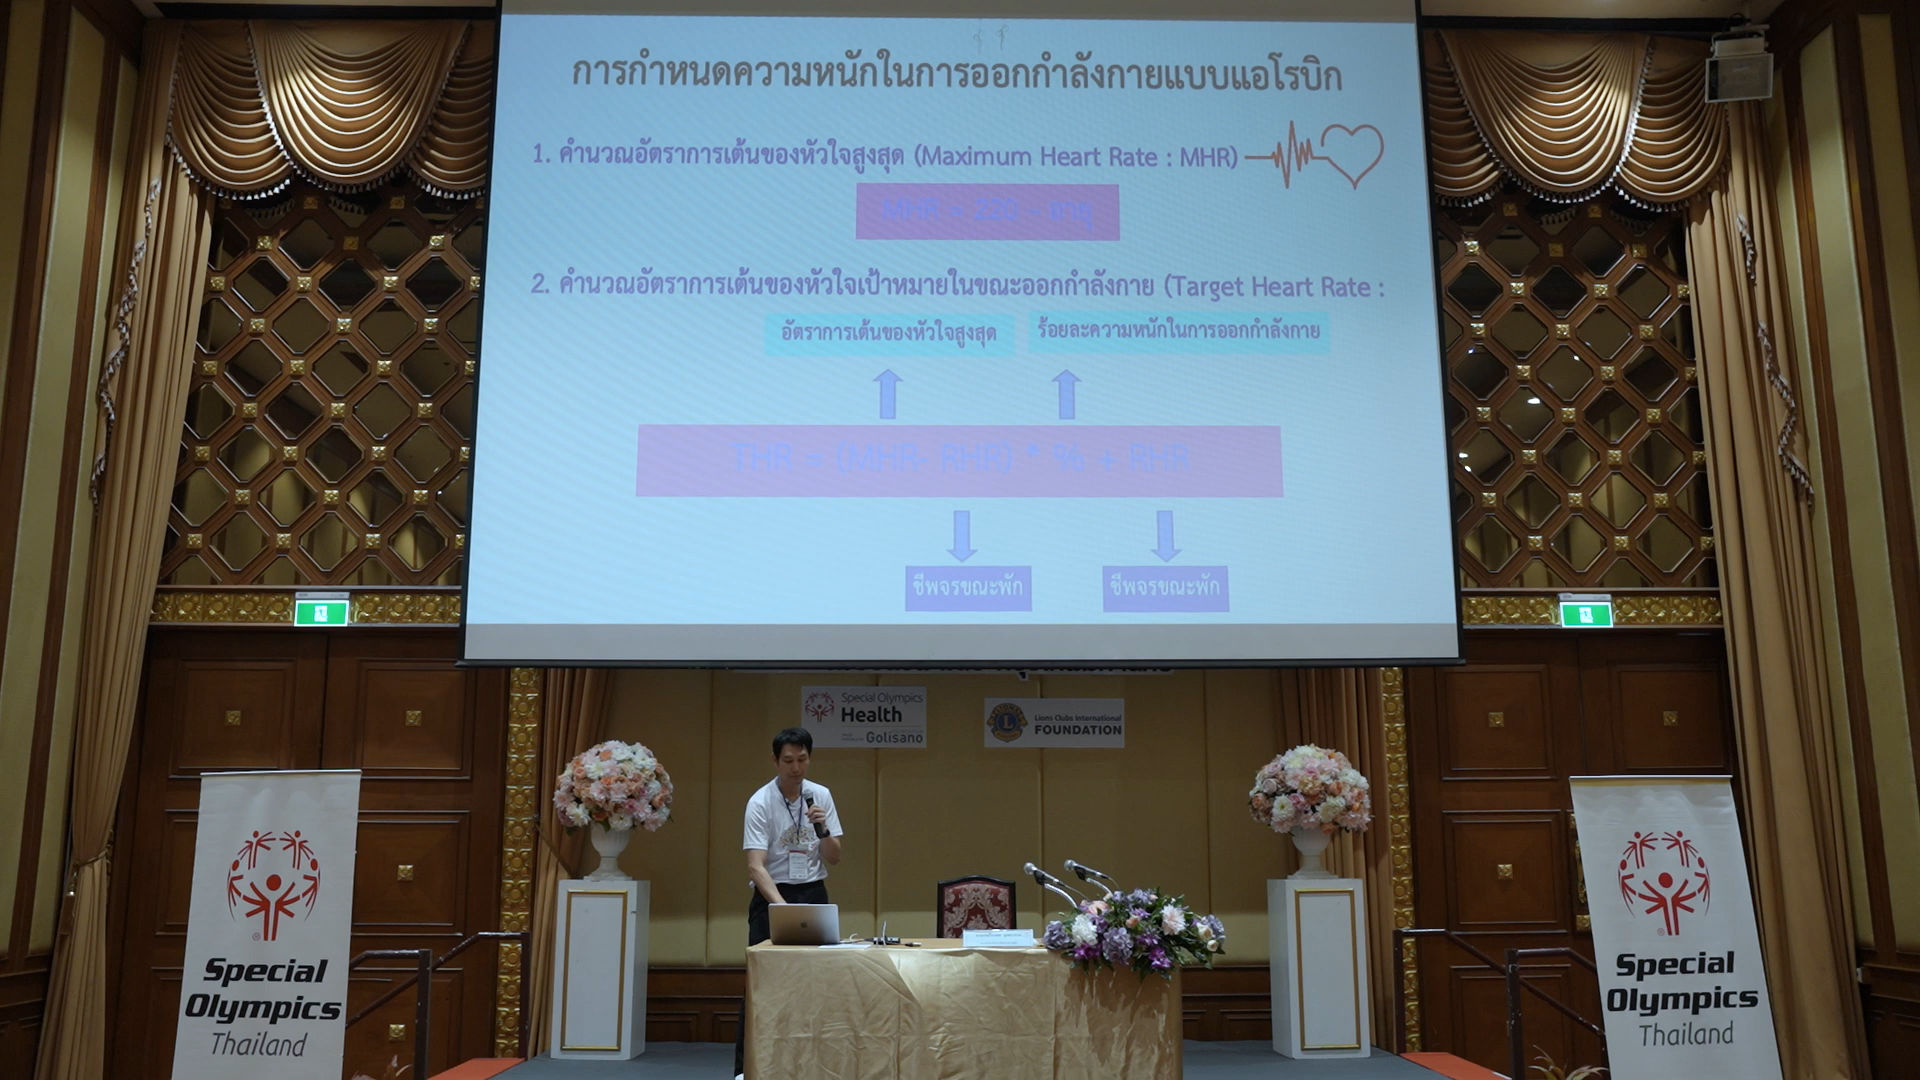 การกำหนดความหนักในการออกกำลังกายแบบแอโรบิก
1. คำนวณอัตราการเต้นของหัวใจสูงสุด (Maximum Heart Rate : MHR)
MHR = 220 - อายุ
2. คำนวณอัตราการเต้นของหัวใจเป้าหมายในขณะออกกำลังกาย (Target Heart Rate :
อัตราการเต้นของหัวใจสูงสุด
ร้อยละความหนักในการออกกำลังกาย
THR = (MHR- RHR) * % + RHR
ชีพจรขณะพัก
ชีพจรขณะพัก
Special Olympics
Health
Golisano
Lions Clubs International
FOUNDATION
Special
Olympics
Thailand
Special
Olympics
Thailand